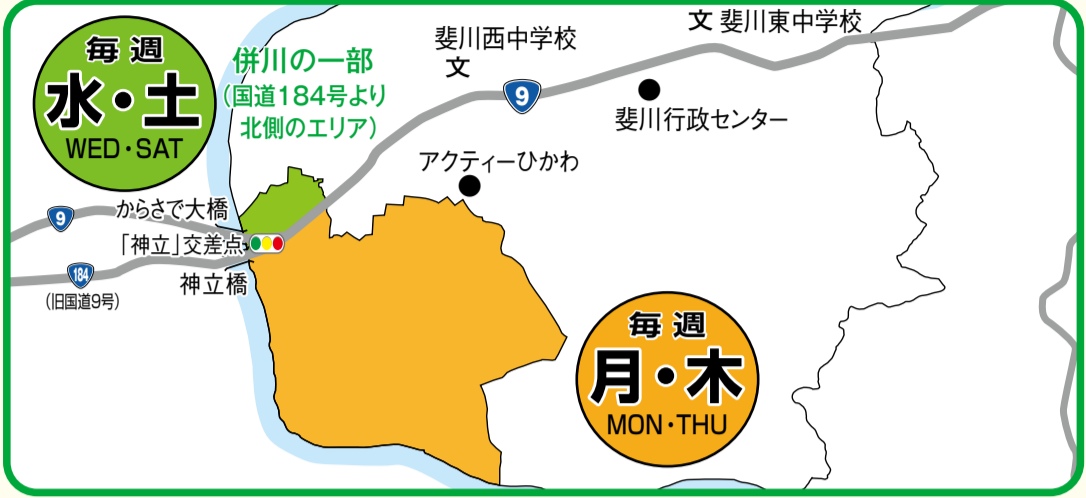 毎週
水・土
WED・SAT
併川の一部
(国道184号より
北側のエリア)
斐川西中学校
文
文 斐川東中学校
9
斐川行政センター
アクティーひかわ
9
からさで大橋
「神立」交差点
184
(旧国道9号)
神立橋
毎週
月・木
MON・THU